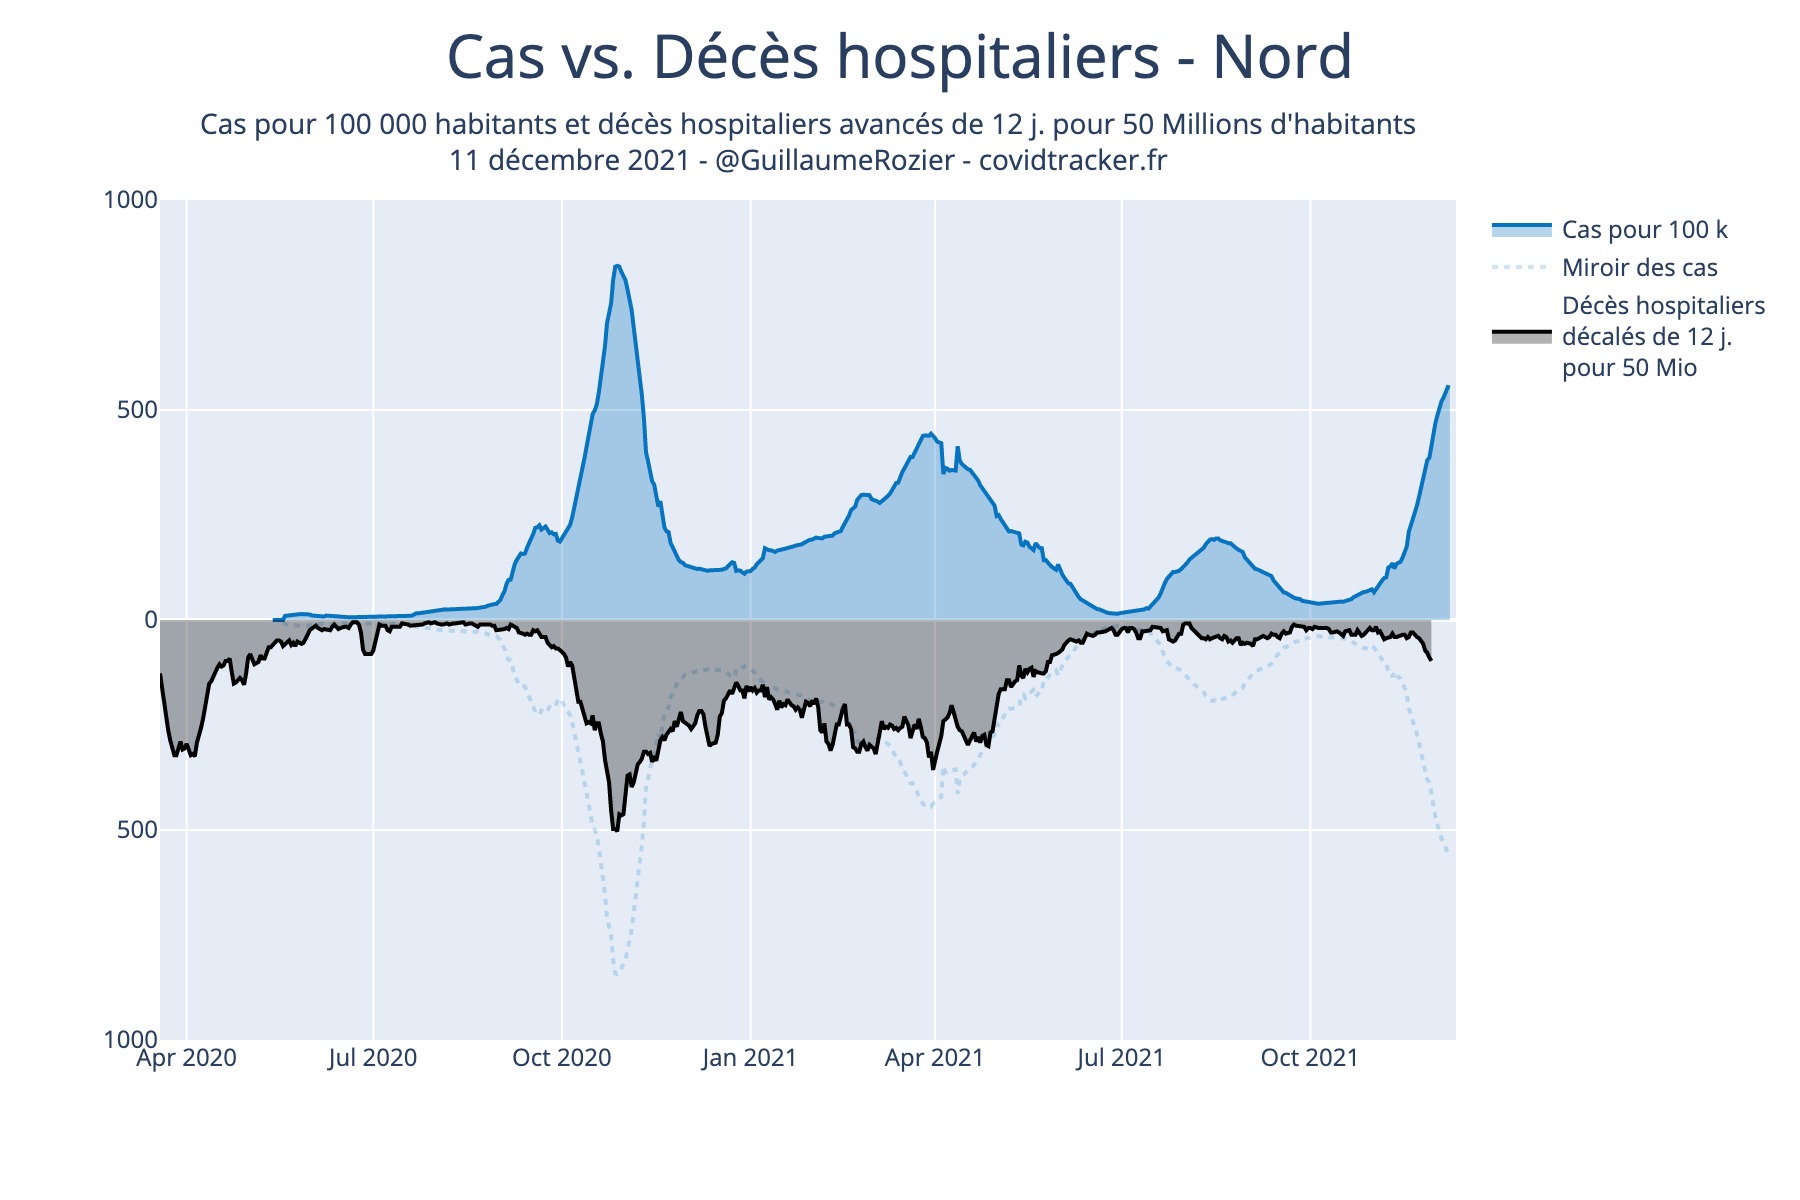 Cas vs. Décès hospitaliers - Nord
Cas pour 100 000 habitants et décès hospitaliers avancés de 12 j. pour 50 Millions d'habitants
11 décembre 2021 - @GuillaumeRozier - covidtracker.fr
1000
500
0
500
1000
Apr 2020
Jul 2020
Oct 2020
Jan 2021
Apr 2021
Jul 2021
Oct 2021
Cas pour 100 k
Miroir des cas
Décès hospitaliers
décalés de 12 j.
pour 50 Mio